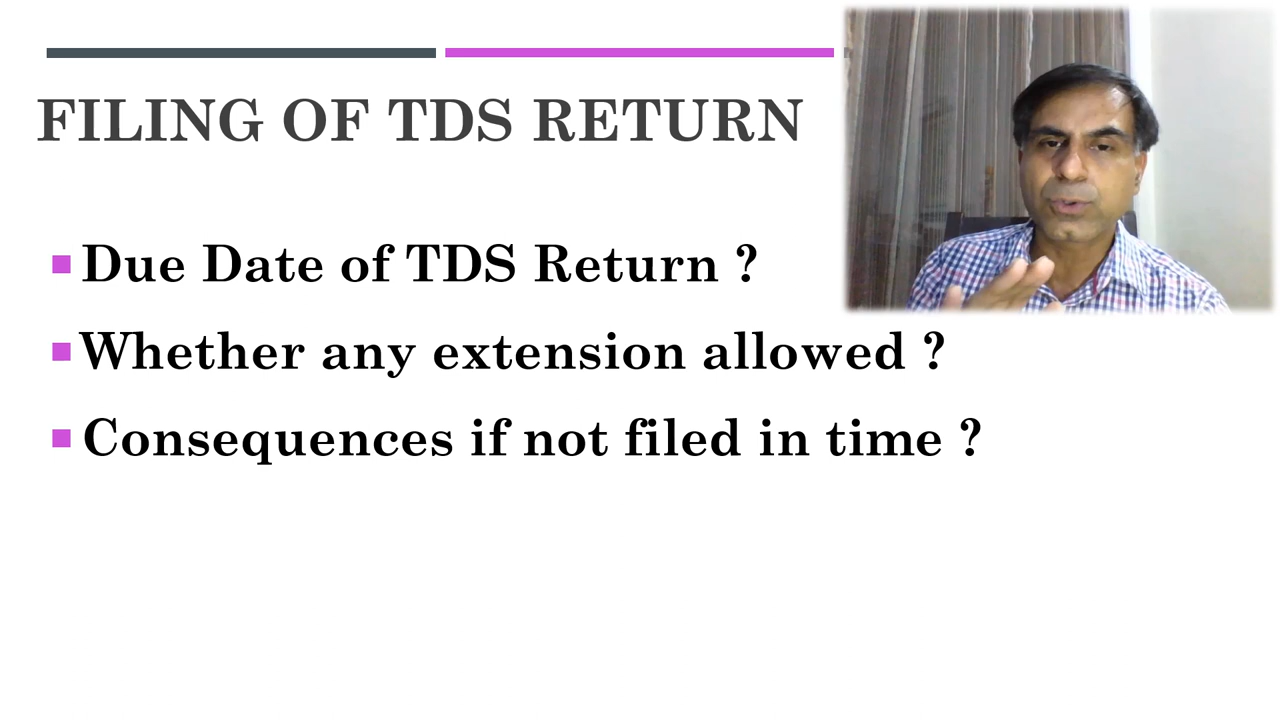 FILING OF TDS RETURN
Due Date of TDS Return ?
Whether any extension allowed ?
Consequences if not filed in time ?